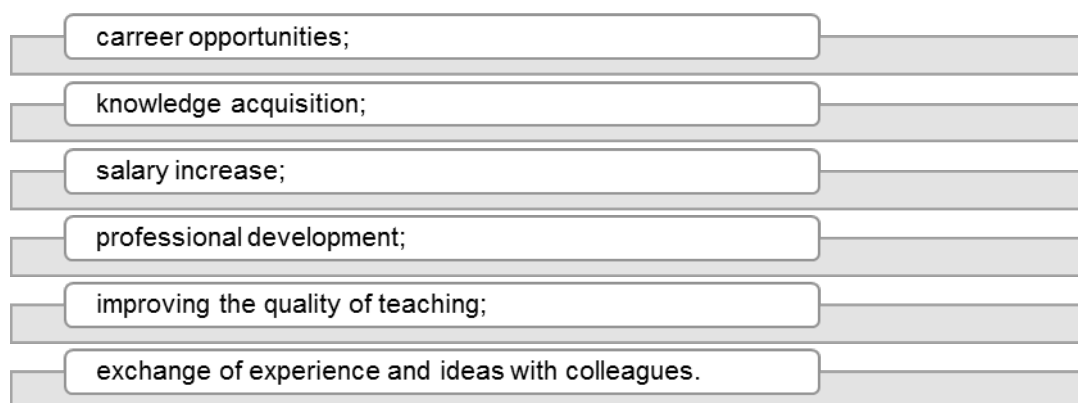 carreer opportunities;
knowledge acquisition;
salary increase;
professional development;
improving the quality of teaching;
exchange of experience and ideas with colleagues.